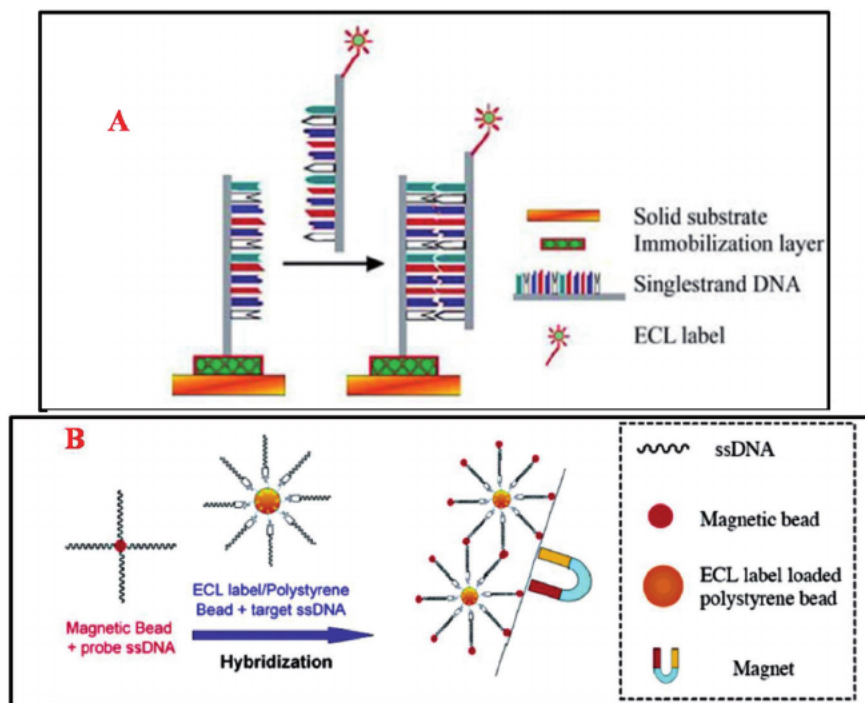 A
Solid substrate
Immobilization layer
Singlestrand DNA
ECL label
B
Magnetic Bead
+ probe ssDNA
ECL label/Polystyrene
Bead + target ssDNA
Hybridization
ssDNA
Magnetic bead
ECL label loaded
polystyrene bead
Magnet